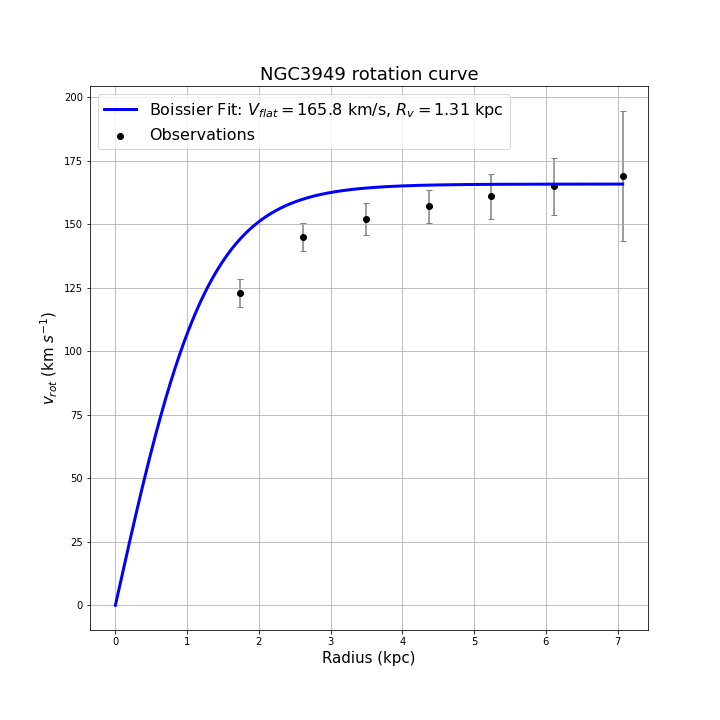 NGC3949 rotation curve
Boissier Fit: $V_{flat} = 165.8$ km/s, $R_v = 1.31$ kpc
Observations
200
175
150
125
100
75
50
25
0
$v_{rot}$ (km $s^{-1}$)
0 1 2 3 4 5 6 7
Radius (kpc)